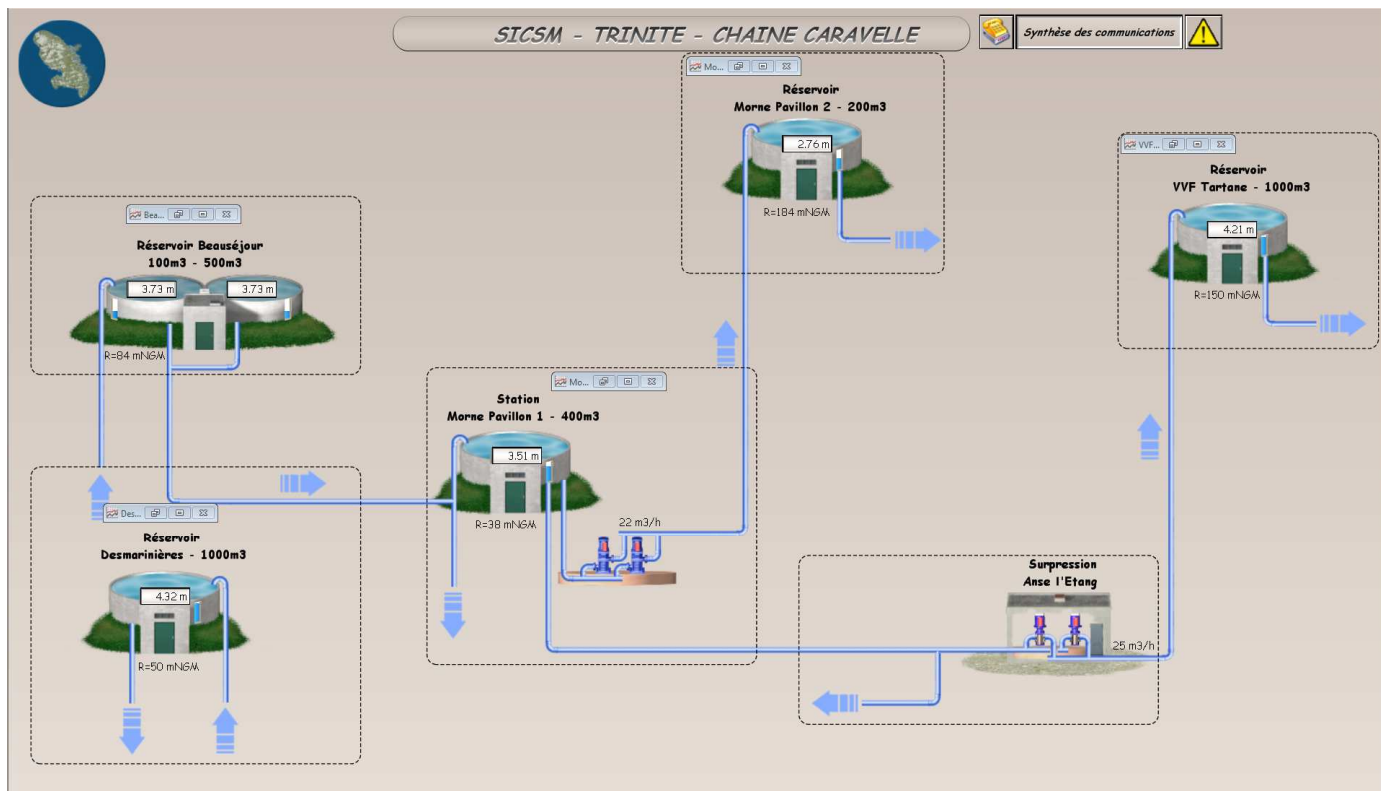 SICSM - TRINITE - CHAINE CARAVELLE
Synthèse des communications
Mo...
Réservoir
Morne Pavillon 2 - 200m3
2.76 m
R=184 mNGM
VVF...
Réservoir
VVF Tartane - 1000m3
4.21 m
R=150 mNGM
Bea...
Réservoir Beauséjour
100m3 - 500m3
3.73 m
3.73 m
R=84 mNGM
Mo...
Station
Morne Pavillon 1 - 400m3
3.51 m
R=38 mNGM
22 m3/h
Des...
Réservoir
Desmarinières - 1000m3
4.32 m
R=50 mNGM
Surpression
Anse l'Etang
25 m3/h